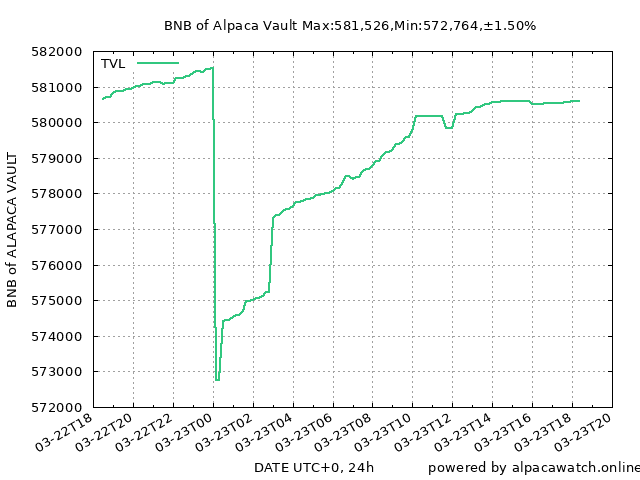 BNB of Alpaca Vault Max:581,526,Min:572,764,±1.50%
TVL
582000
581000
580000
579000
578000
577000
576000
575000
574000
573000
572000
BNB of ALAPACA VAULT
03-22T18
03-22T20
03-22T22
03-23T00
03-23T02
03-23T04
03-23T06
03-23T08
03-23T10
03-23T12
03-23T14
03-23T16
03-23T18
03-23T20
DATE UTC+0, 24h
powered by alpacawatch.online